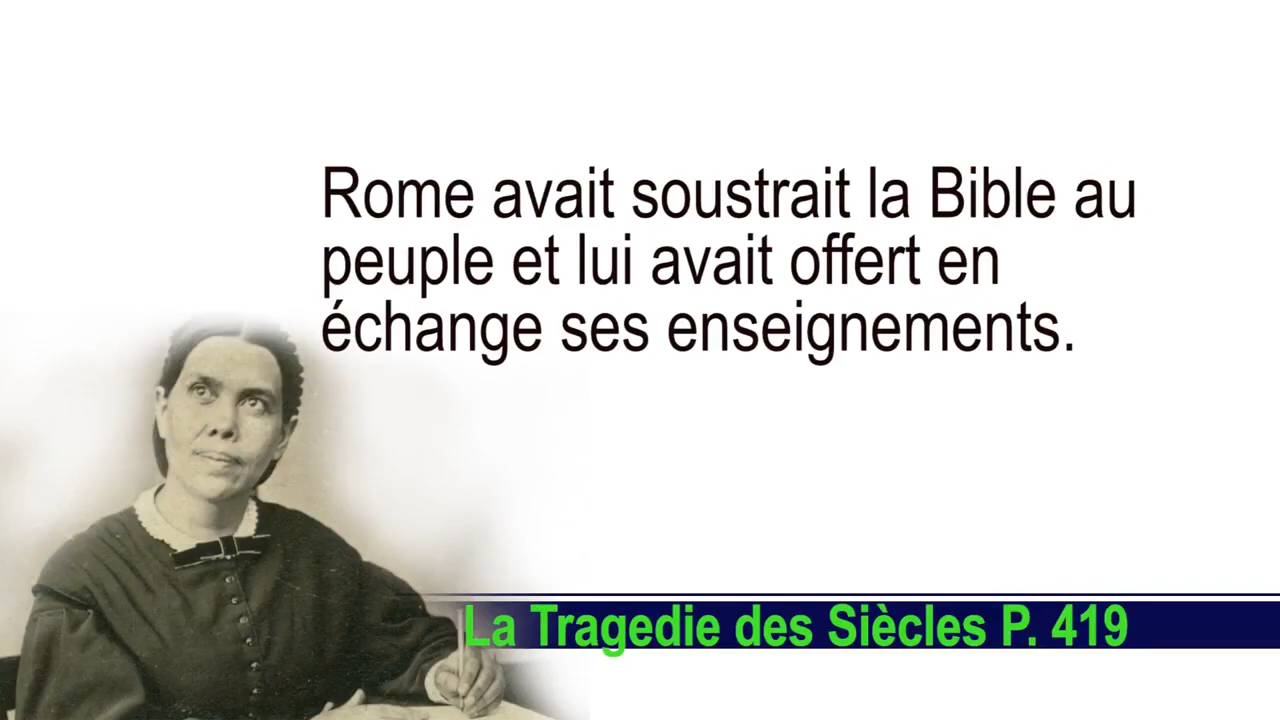 Rome avait soustrait la Bible au
peuple et lui avait offert en
échange ses enseignements.
La Tragedie des Siècles P. 419